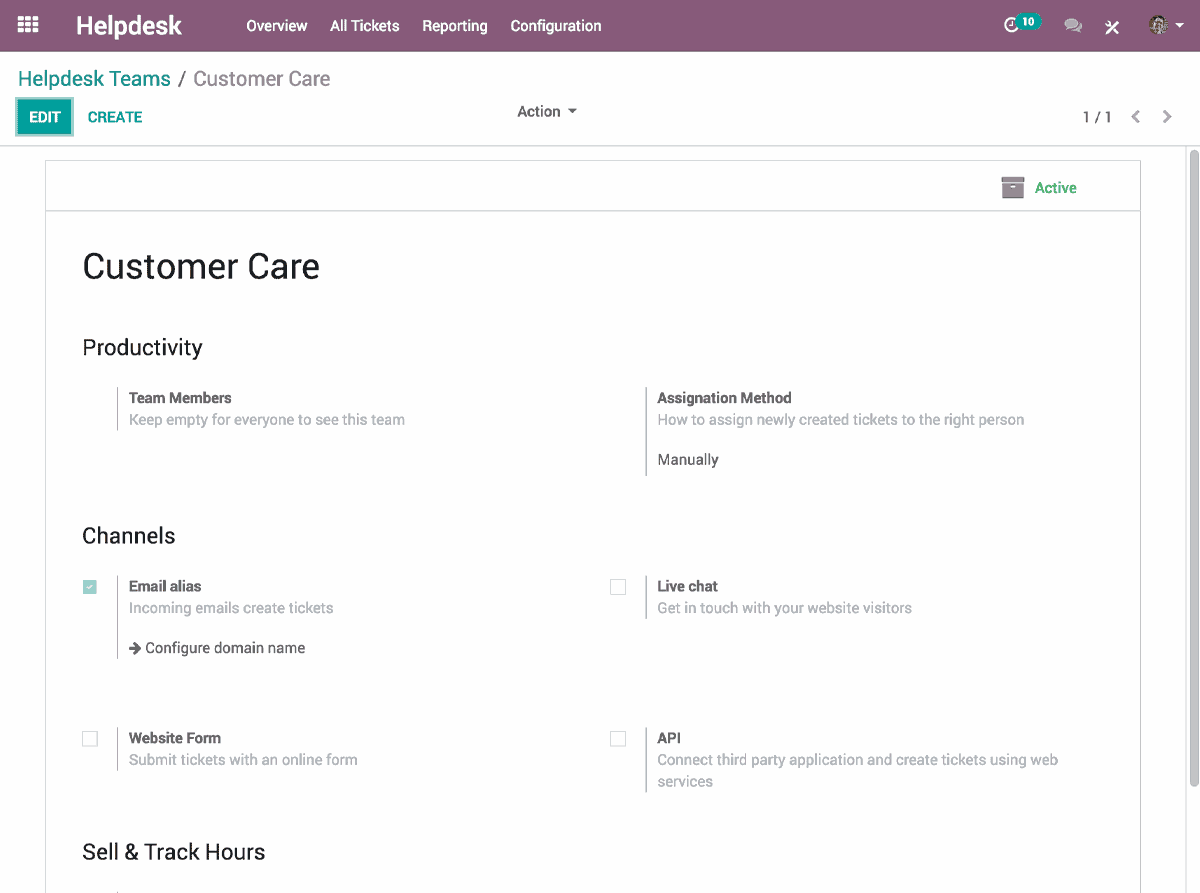 Helpdesk Overview All Tickets Reporting Configuration 10
Helpdesk Teams / Customer Care
EDIT CREATE Action 1 / 1
Active
Customer Care
Productivity
Team Members
Keep empty for everyone to see this team
Assignation Method
How to assign newly created tickets to the right person
Manually
Channels
Email alias
Incoming emails create tickets
Configure domain name
Live chat
Get in touch with your website visitors
Website Form
Submit tickets with an online form
API
Connect third party application and create tickets using web
services
Sell & Track Hours